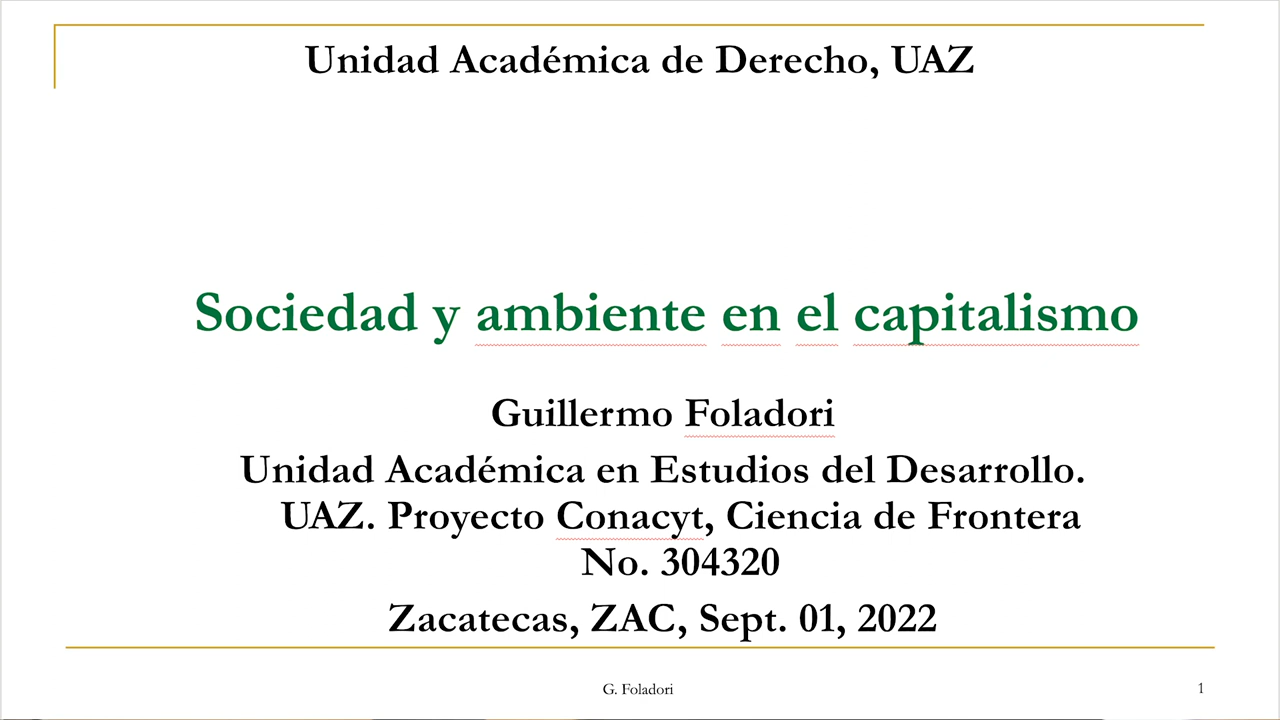 Unidad Académica de Derecho, UAZ
Sociedad y ambiente en el capitalismo
Guillermo Foladori
Unidad Académica en Estudios del Desarrollo.
UAZ. Proyecto Conacyt, Ciencia de Frontera
No. 304320
Zacatecas, ZAC, Sept. 01, 2022
G. Foladori
1